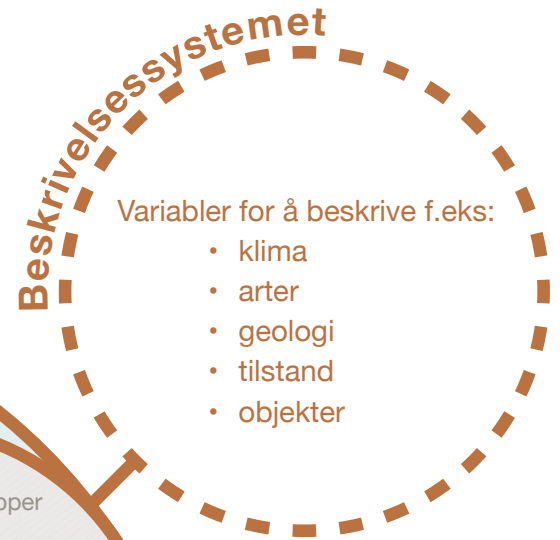 Beskrivelsessystemet
Variabler for å beskrive f.eks:
• klima
• arter
• geologi
• tilstand
• objekter